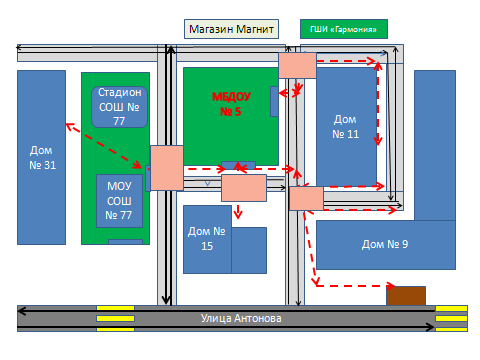 Магазин Магнит
ГШИ «Гармония»
Стадион
СОШ №
77
МБДОУ
№ 5
Дом
№ 11
Дом
№ 31
МОУ
СОШ
№ 77
Дом №
15
Дом № 9
Улица Антонова